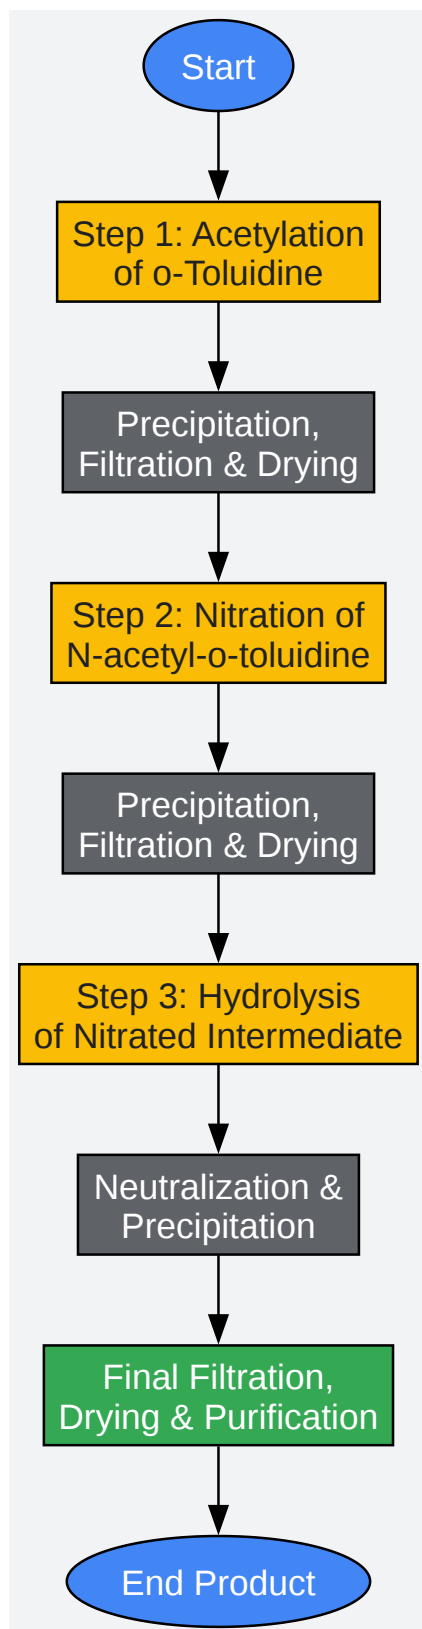 Start
Step 1: Acetylation
of o-Toluidine
Precipitation,
Filtration & Drying
Step 2: Nitration of
N-acetyl-o-toluidine
Precipitation,
Filtration & Drying
Step 3: Hydrolysis
of Nitrated Intermediate
Neutralization &
Precipitation
Final Filtration,
Drying & Purification
End Product